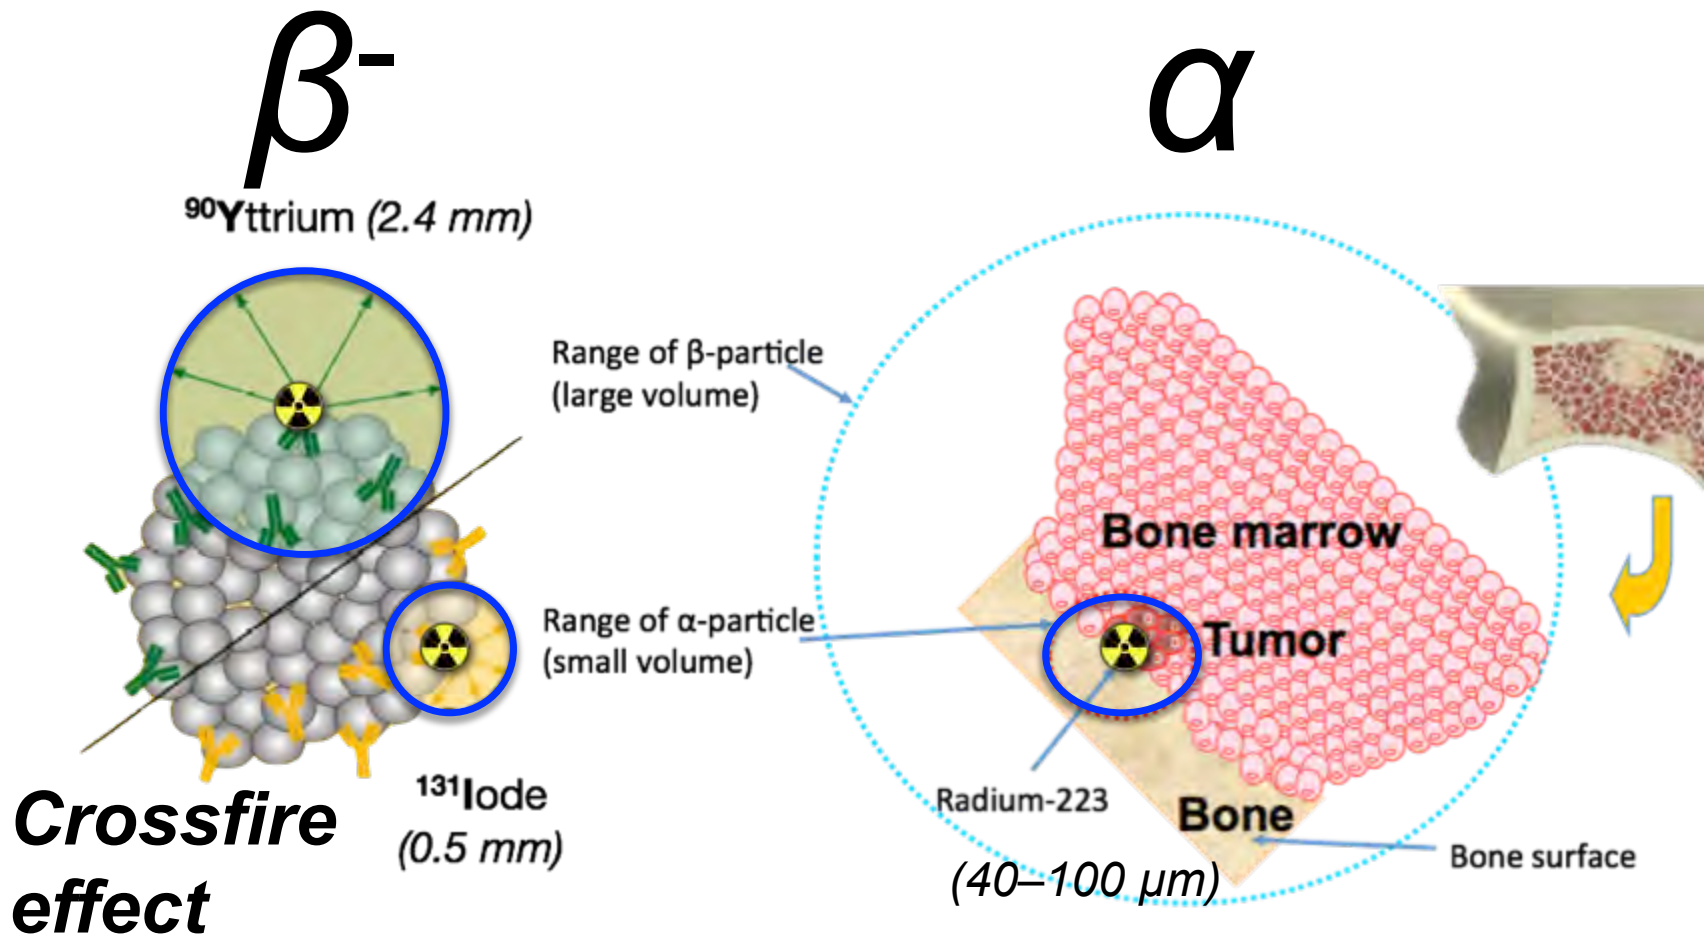 β-
α
⁹⁰Yttrium (2.4 mm)
Range of β-particle
(large volume)
Bone marrow
Range of α-particle
(small volume)
Tumor
¹³¹Iode
(0.5 mm)
Crossfire
effect
Radium-223
(40–100 µm)
Bone
Bone surface